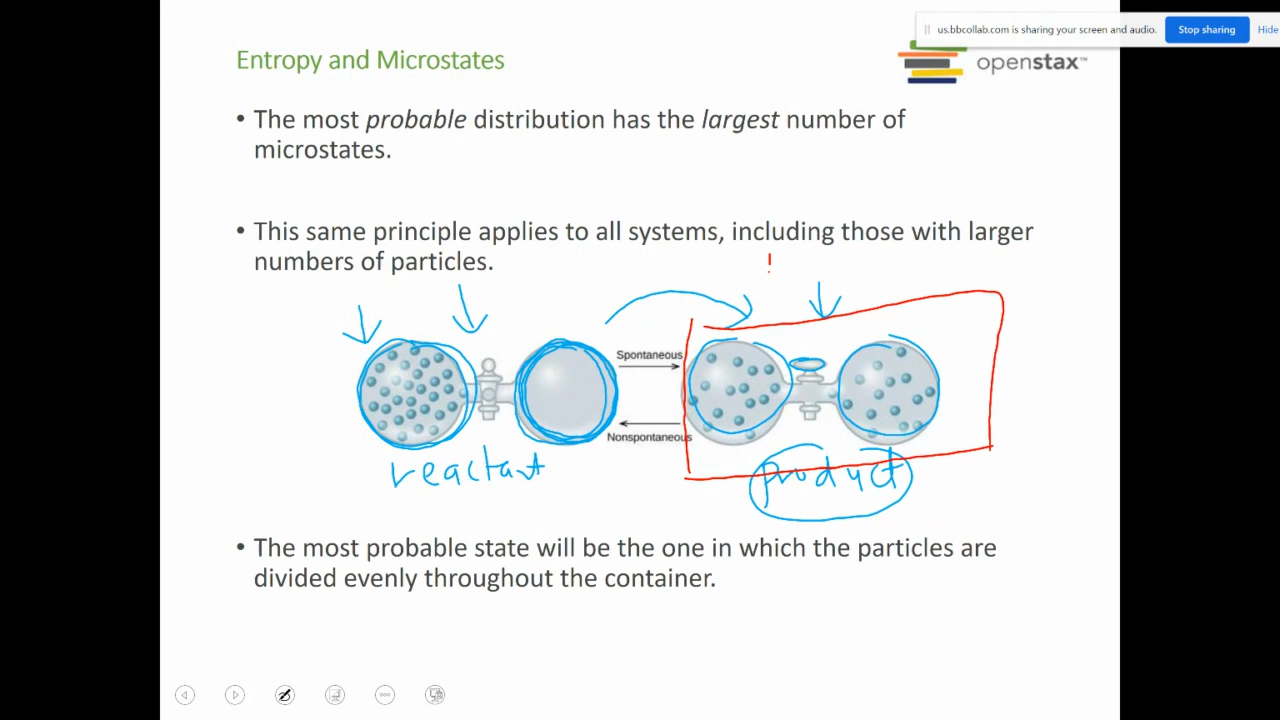 us.bbcollab.com is sharing your screen and audio.
Stop sharing
Hide
Entropy and Microstates
openstax™
• The most probable distribution has the largest number of
microstates.
• This same principle applies to all systems, including those with larger
numbers of particles.
!
Spontaneous
Nonspontaneous
reactant
product
• The most probable state will be the one in which the particles are
divided evenly throughout the container.